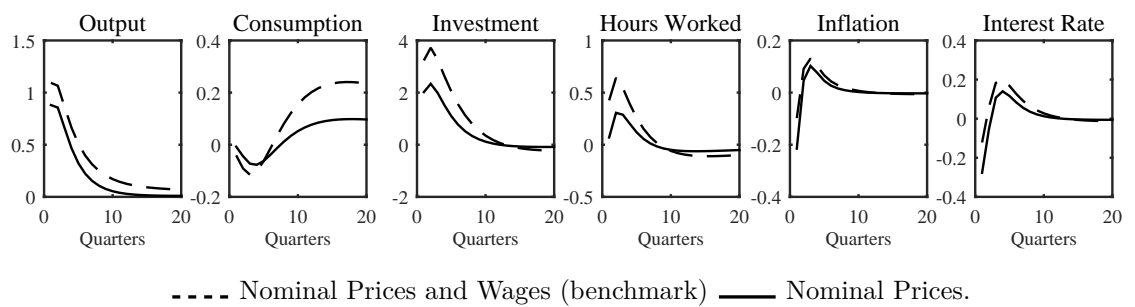 Output Consumption Investment Hours Worked Inflation Interest Rate
1.5 0.4 4 1 0.2 0.4
1 0.2 2 0.5 0 0.2
0.5 0 0 0 -0.2 0
0 -0.2 -2 -0.5 -0.4 -0.2
-0.4
0 10 20 0 10 20 0 10 20 0 10 20 0 10 20 0 10 20
Quarters Quarters Quarters Quarters Quarters Quarters
Nominal Prices and Wages (benchmark) Nominal Prices.